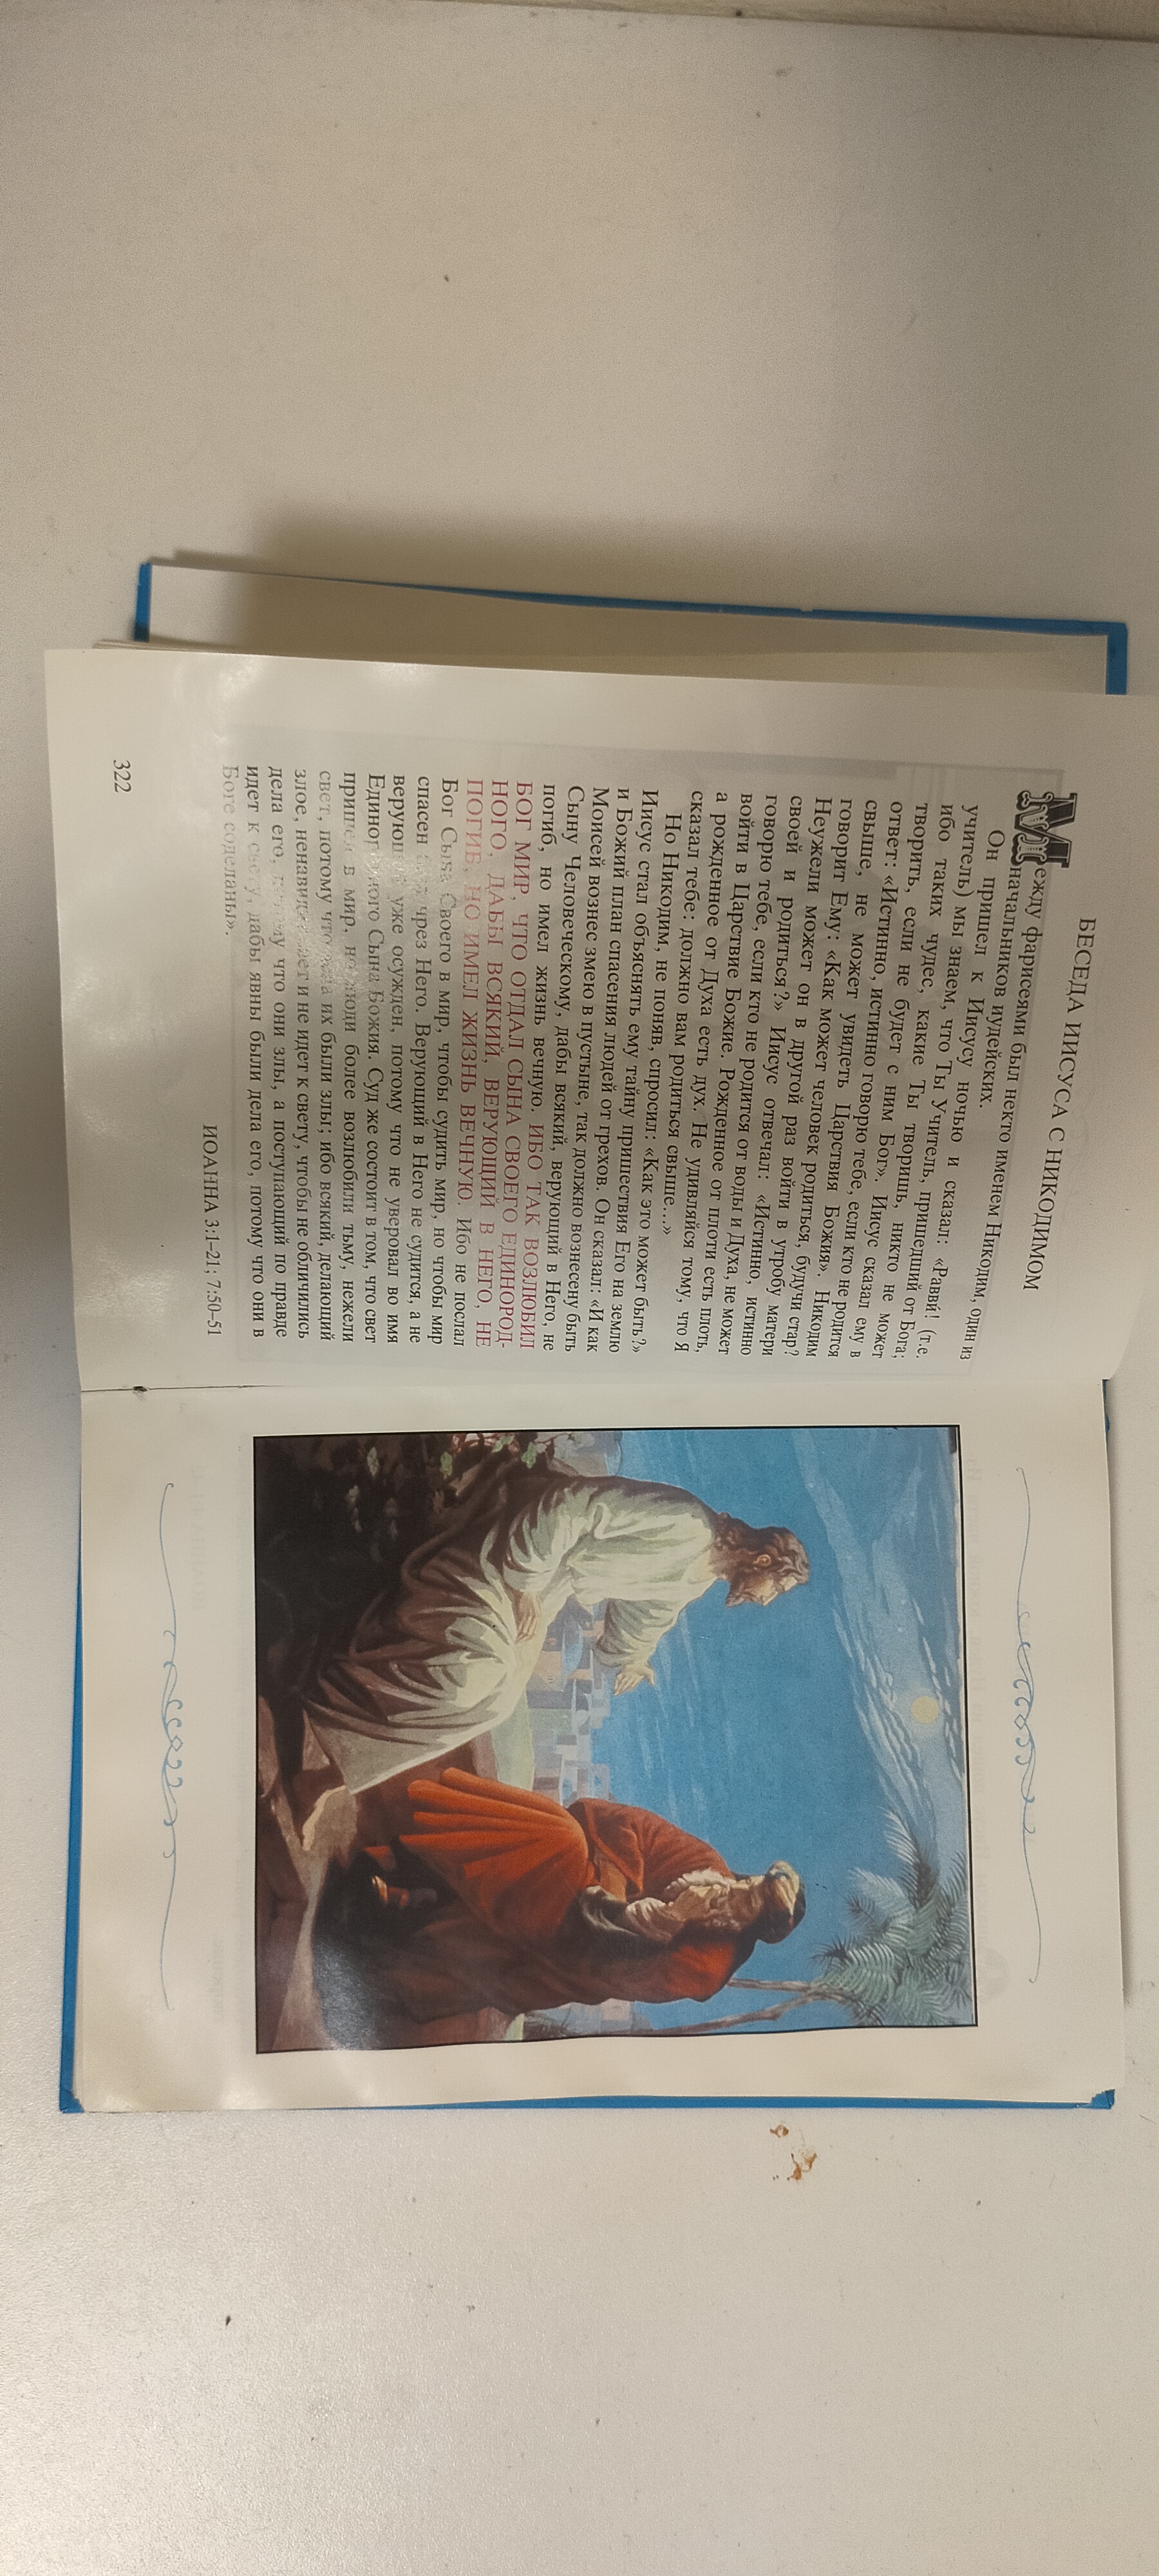 БЕСЕДА ИИСУСА С НИКОДИМОМ
Между фарисеями был некто именем Никодим, один из
начальников иудейских.
Он пришел к Иисусу ночью и сказал: «Равви́! (т.е.
учитель) мы знаем, что Ты Учитель, пришедший от Бога;
ибо таких чудес, какие Ты творишь, никто не может
творить, если не будет с ним Бог». Иисус сказал ему в
ответ: «Истинно, истинно говорю тебе, если кто не родится
свыше, не может увидеть Царствия Божия». Никодим
говорит Ему: «Как может человек родиться, будучи стар?
Неужели может он в другой раз войти в утробу матери
своей и родиться?» Иисус отвечал: «Истинно, истинно
говорю тебе, если кто не родится от воды и Духа, не может
войти в Царствие Божие. Рожденное от плоти есть плоть,
а рожденное от Духа есть дух. Не удивляйся тому, что Я
сказал тебе: должно вам родиться свыше...»
Но Никодим, не поняв, спросил: «Как это может быть?»
Иисус стал объяснять ему тайну пришествия Его на землю
и Божий план спасения людей от грехов. Он сказал: «И как
Моисей вознес змею в пустыне, так должно вознесену быть
Сыну Человеческому, дабы всякий, верующий в Него, не
погиб, но имел жизнь вечную. ИБО ТАК ВОЗЛЮБИЛ
БОГ МИР, ЧТО ОТДАЛ СЫНА СВОЕГО ЕДИНОРОД-
НОГО, ДАБЫ ВСЯКИЙ, ВЕРУЮЩИЙ В НЕГО, НЕ
ПОГИБ, НО ИМЕЛ ЖИЗНЬ ВЕЧНУЮ. Ибо не послал
Бог Сына Своего в мир, чтобы судить мир, но чтобы мир
спасен был чрез Него. Верующий в Него не судится, а не
верующий уже осужден, потому что не уверовал во имя
Единородного Сына Божия. Суд же состоит в том, что свет
пришел в мир, но люди более возлюбили тьму, нежели
свет, потому что дела их были злы; ибо всякий, делающий
злое, ненавидит свет и не идет к свету, чтобы не обличились
дела его, потому что они злы, а поступающий по правде
идет к свету, дабы явны были дела его, потому что они в
Боге соделаны».
ИОАННА 3:1–21; 7:50–51
322